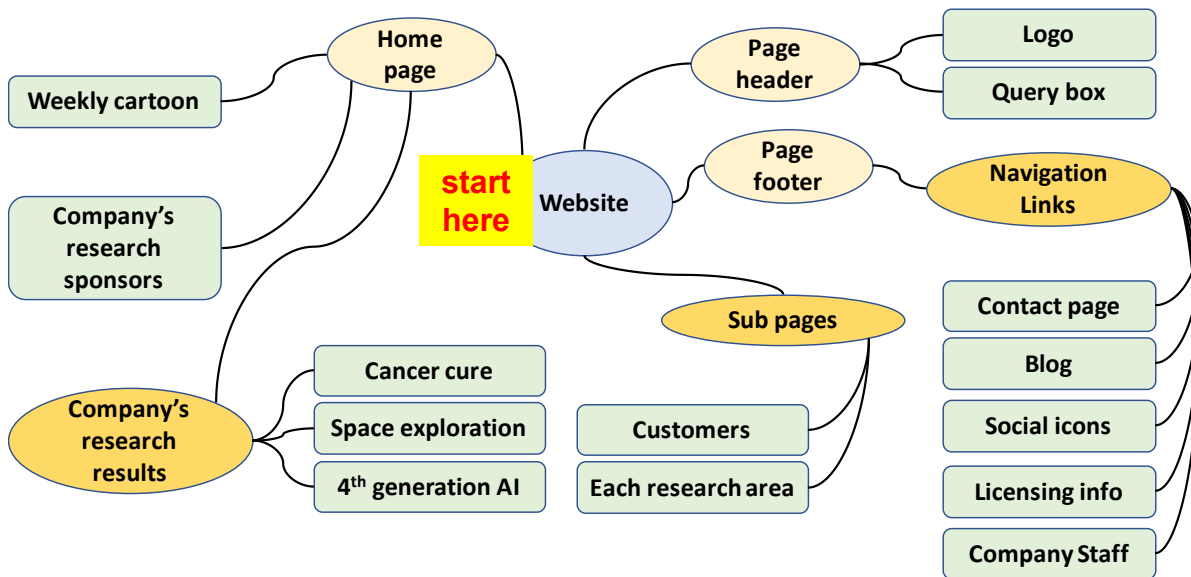 Home
page
Weekly cartoon
Company’s
research
sponsors
Company’s
research
results
Cancer cure
Space exploration
4th generation AI
start
here
Website
Page
header
Logo
Query box
Page
footer
Navigation
Links
Contact page
Blog
Social icons
Licensing info
Company Staff
Sub pages
Customers
Each research area